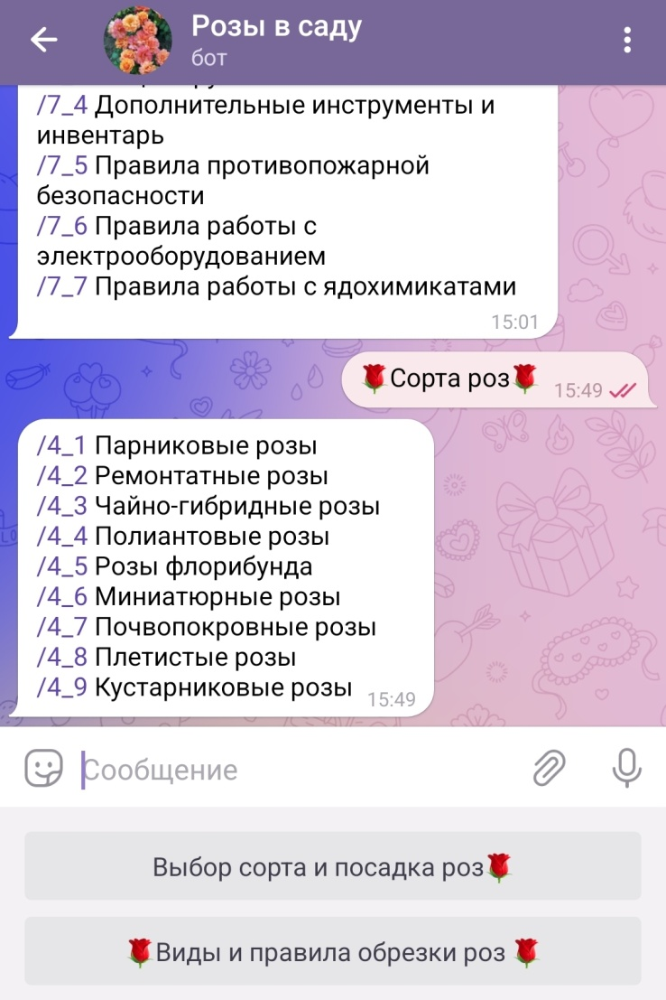 Розы в саду
бот
/7_4 Дополнительные инструменты и
инвентарь
/7_5 Правила противопожарной
безопасности
/7_6 Правила работы с
электрооборудованием
/7_7 Правила работы с ядохимикатами
15:01
🌹Сорта роз🌹 15:49
/4_1 Парниковые розы
/4_2 Ремонтатные розы
/4_3 Чайно-гибридные розы
/4_4 Полиантовые розы
/4_5 Розы флорибунда
/4_6 Миниатюрные розы
/4_7 Почвопокровные розы
/4_8 Плетистые розы
/4_9 Кустарниковые розы 15:49
Сообщение
Выбор сорта и посадка роз🌹
🌹Виды и правила обрезки роз 🌹